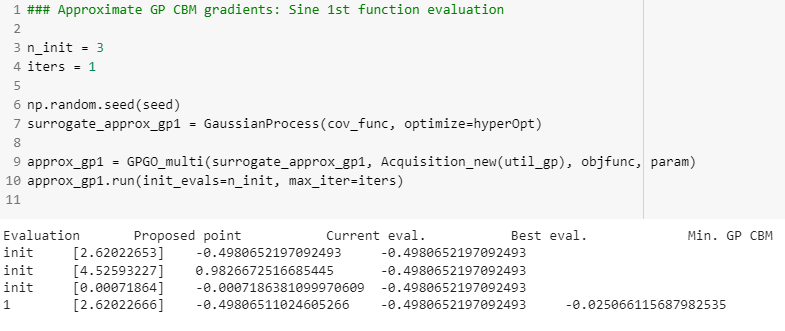 1 ### Approximate GP CBM gradients: Sine 1st function evaluation
2
3 n_init = 3
4 iters = 1
5
6 np.random.seed(seed)
7 surrogate_approx_gp1 = GaussianProcess(cov_func, optimize=hyperOpt)
8
9 approx_gp1 = GPGO_multi(surrogate_approx_gp1, Acquisition_new(util_gp), objfunc, param)
10 approx_gp1.run(init_evals=n_init, max_iter=iters)
11
Evaluation Proposed point Current eval. Best eval. Min. GP CBM
init [2.62022653] -0.4980652197092493 -0.4980652197092493
init [4.52593227] 0.9826672516685445 -0.4980652197092493
init [0.00071864] -0.0007186381099970609 -0.4980652197092493
1 [2.62022666] -0.49806511024605266 -0.4980652197092493 -0.025066115687982535